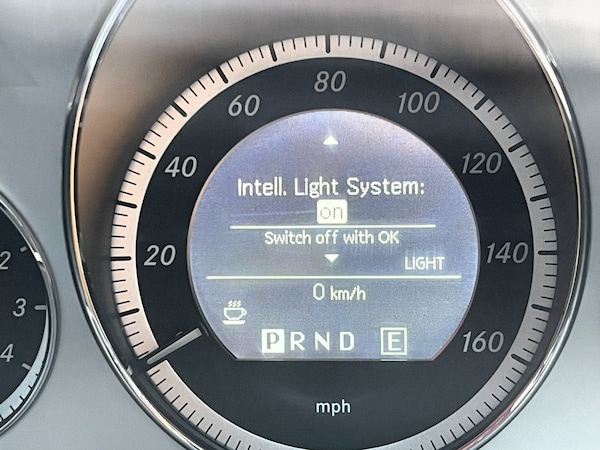 80
60
100
40
120
Intell. Light System:
on
Switch off with OK
LIGHT
20
140
0 km/h
PRND E
160
mph
2
3
4